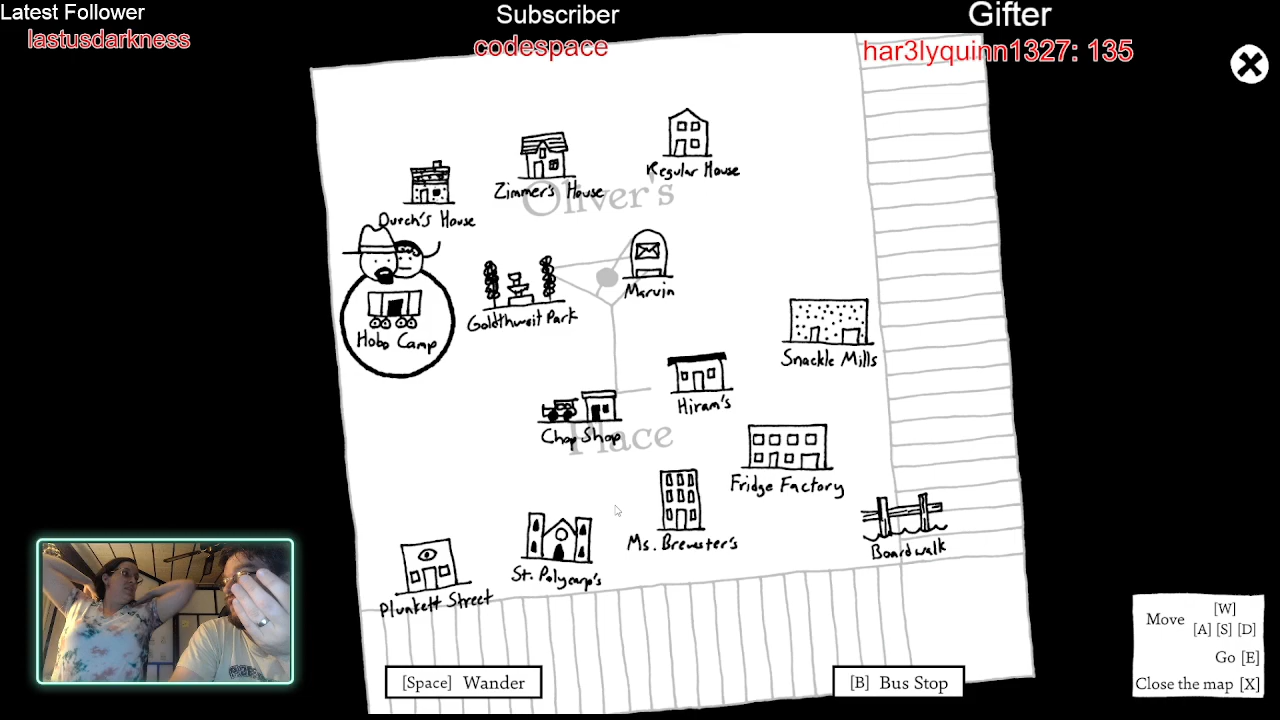 Latest Follower
lastusdarkness
Subscriber
codespace
Gifter
har3lyquinn1327: 135
Regular House
Zimmer's House
Oliver's
Durch's House
Marvin
Goldthwait Park
Hobo Camp
Snackle Mills
Hiram's
Chop Shop
Place
Fridge Factory
Ms. Brewster's
Boardwalk
St. Polycarp's
Plunkett Street
Move [W]
[A] [S] [D]
Go [E]
Close the map [X]
[Space] Wander
[B] Bus Stop